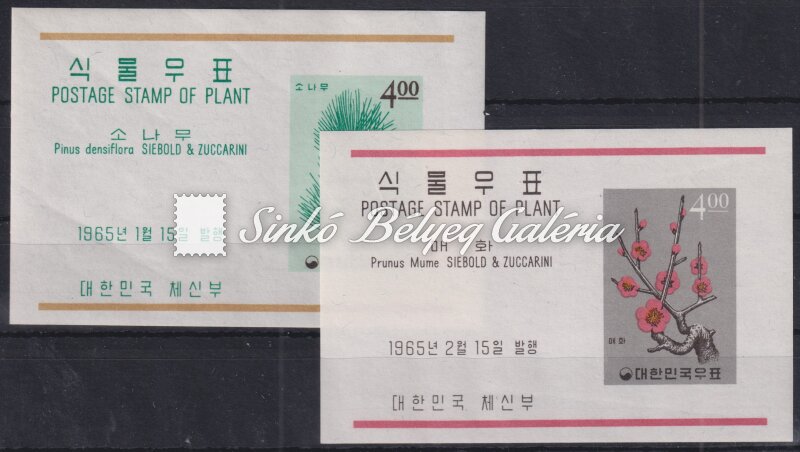 식물우표
POSTAGE STAMP OF PLANT
소나무
Pinus densiflora SIEBOLD & ZUCCARINI
1965년 1월 15일 발행
대한민국 체신부
소나무
4.00
식물우표
POSTAGE STAMP OF PLANT
매화
Prunus Mume SIEBOLD & ZUCCARINI
1965년 2월 15일 발행
대한민국 체신부
4.00
매화
대한민국우표
Sinkó Bélyeg Galéria